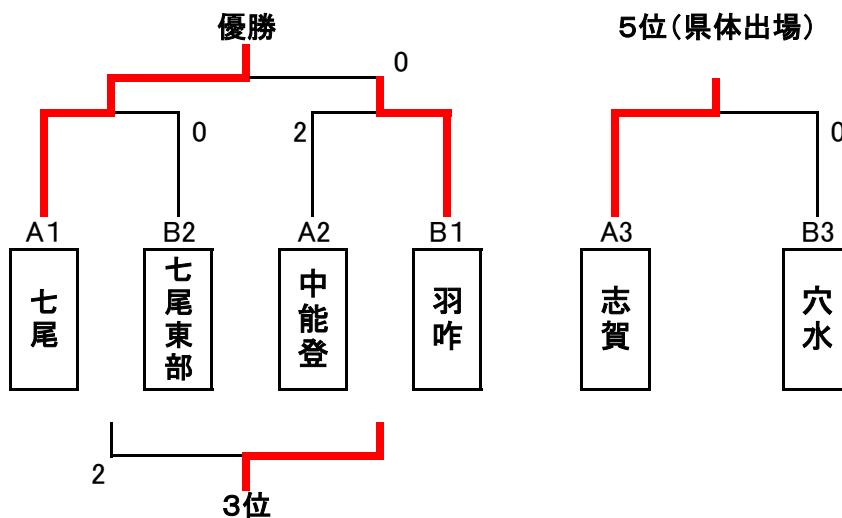 優勝
5位(県体出場)
0
0
2
0
A1
B2
A2
B1
A3
B3
七尾
七尾東部
中能登
羽咋
志賀
穴水
2
3位